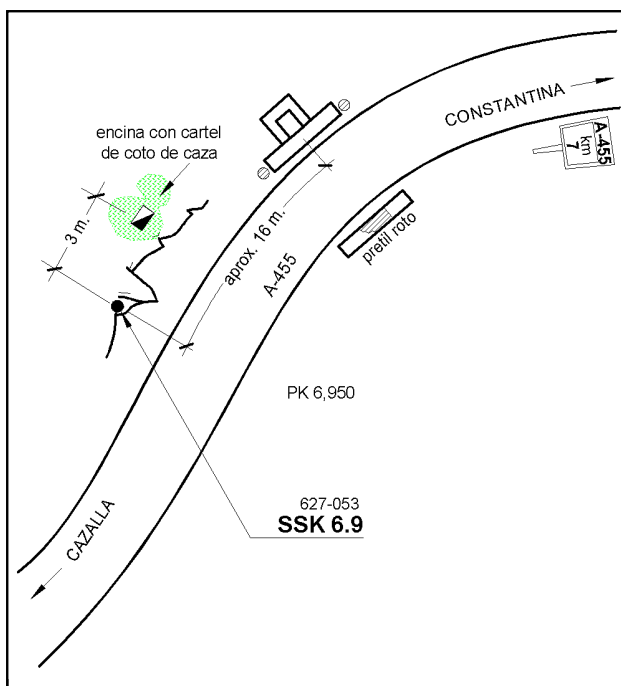 encina con cartel
de coto de caza
3 m.
aprox. 16 m.
A-455
CONSTANTINA
A-455
km
7
pretil roto
PK 6,950
627-053
SSK 6.9
CAZALLA